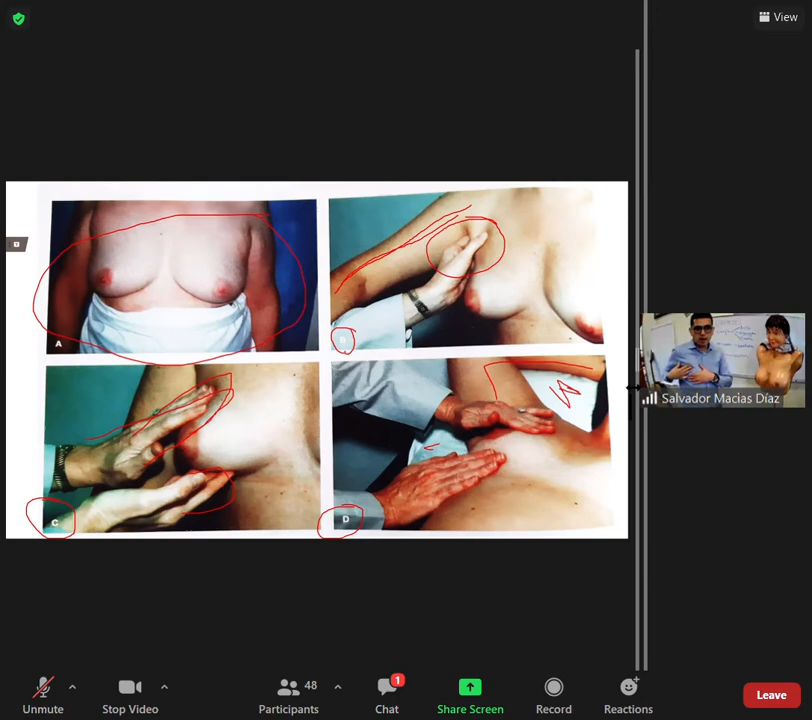 View
A
B
C
D
Salvador Macias Díaz
Unmute
Stop Video
48
Participants
1
Chat
Share Screen
Record
Reactions
Leave